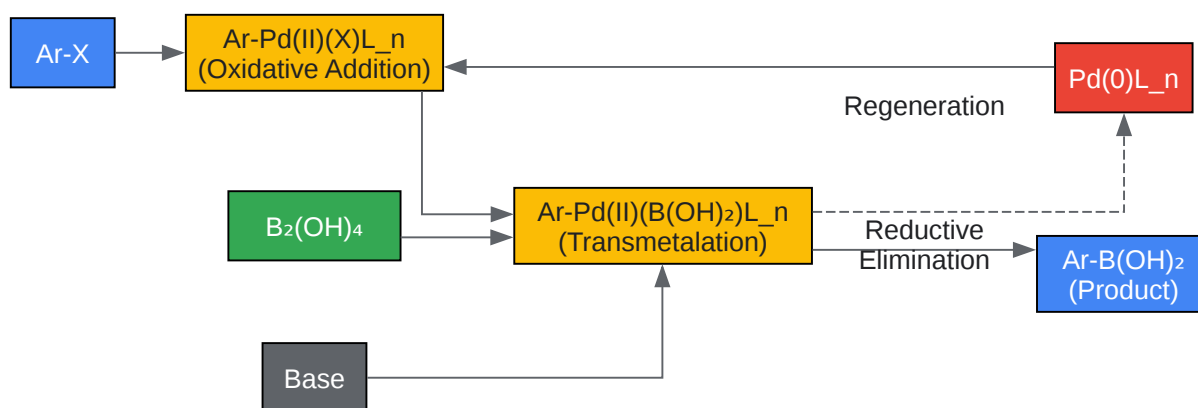 Ar-X
Ar-Pd(II)(X)L_n
(Oxidative Addition)
Pd(0)L_n
Regeneration
B₂(OH)₄
Ar-Pd(II)(B(OH)₂)L_n
(Transmetalation)
Reductive
Elimination
Ar-B(OH)₂
(Product)
Base